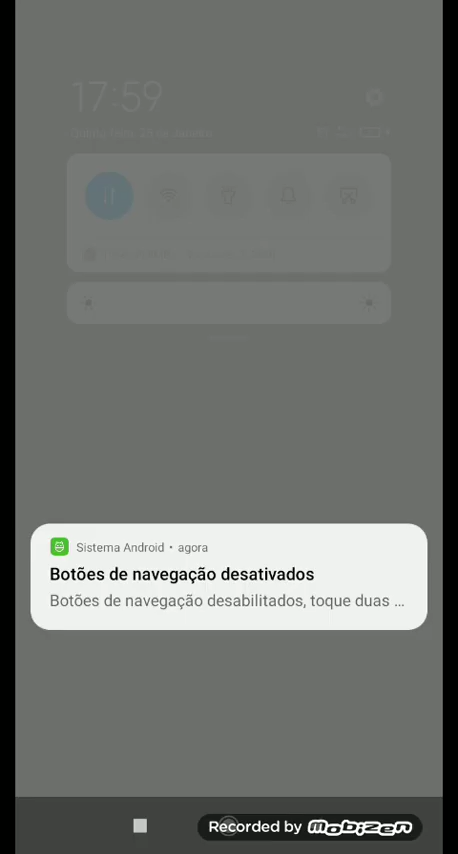 17:59
Sistema Android • agora
Botões de navegação desativados
Botões de navegação desabilitados, toque duas ...
Recorded by Mobizen